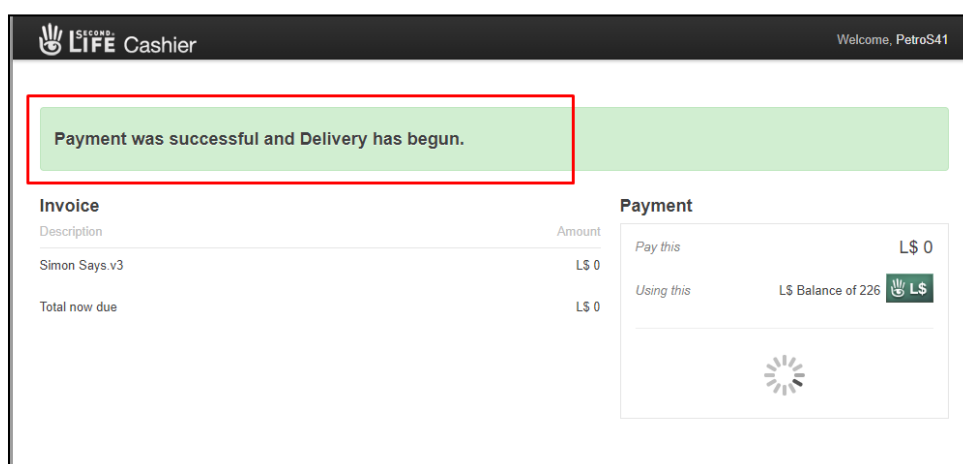 SECOND LIFE Cashier
Welcome, PetroS41
Payment was successful and Delivery has begun.
Invoice
Description Amount
Simon Says.v3 L$ 0
Total now due L$ 0
Payment
Pay this L$ 0
Using this L$ Balance of 226 L$